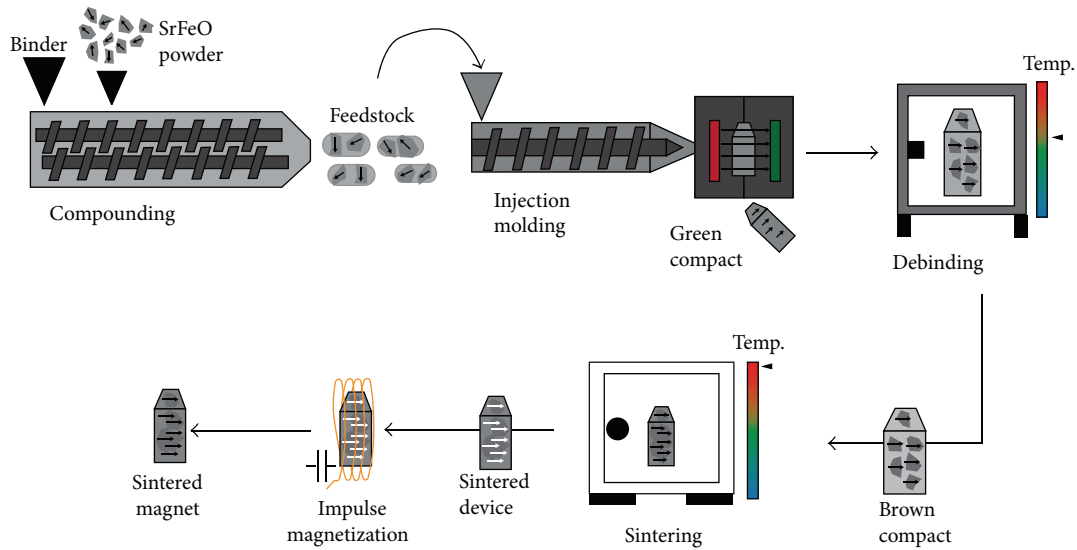 Binder
SrFeO
powder
Compounding
Feedstock
Injection
molding
Green
compact
Temp.
Debinding
Brown
compact
Temp.
Sintering
Sintered
device
Impulse
magnetization
Sintered
magnet